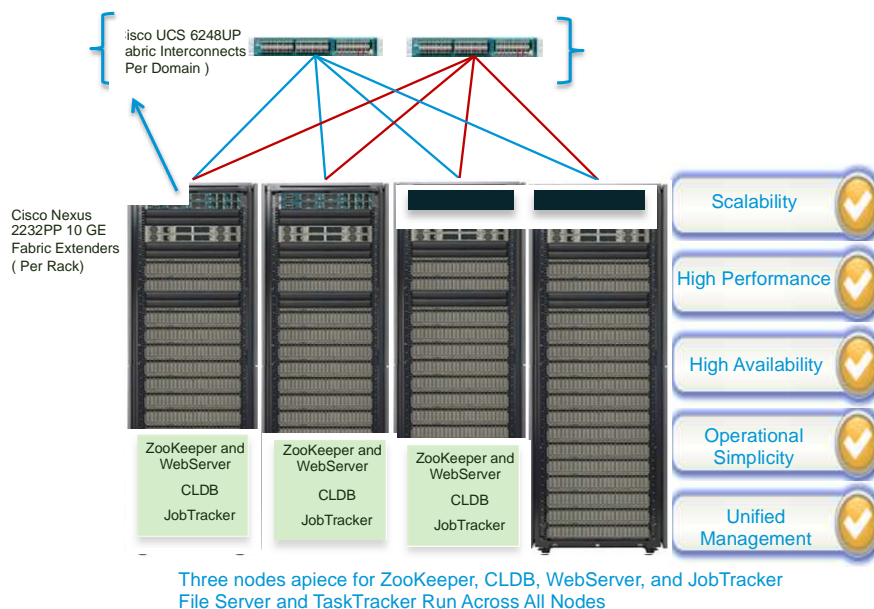 isco UCS 6248UP
abric Interconnects
Per Domain )
Cisco Nexus
2232PP 10 GE
Fabric Extenders
( Per Rack)
Scalability
High Performance
High Availability
Operational
Simplicity
Unified
Management
ZooKeeper and
WebServer
CLDB
JobTracker
ZooKeeper and
WebServer
CLDB
JobTracker
ZooKeeper and
WebServer
CLDB
JobTracker
Three nodes apiece for ZooKeeper, CLDB, WebServer, and JobTracker
File Server and TaskTracker Run Across All Nodes